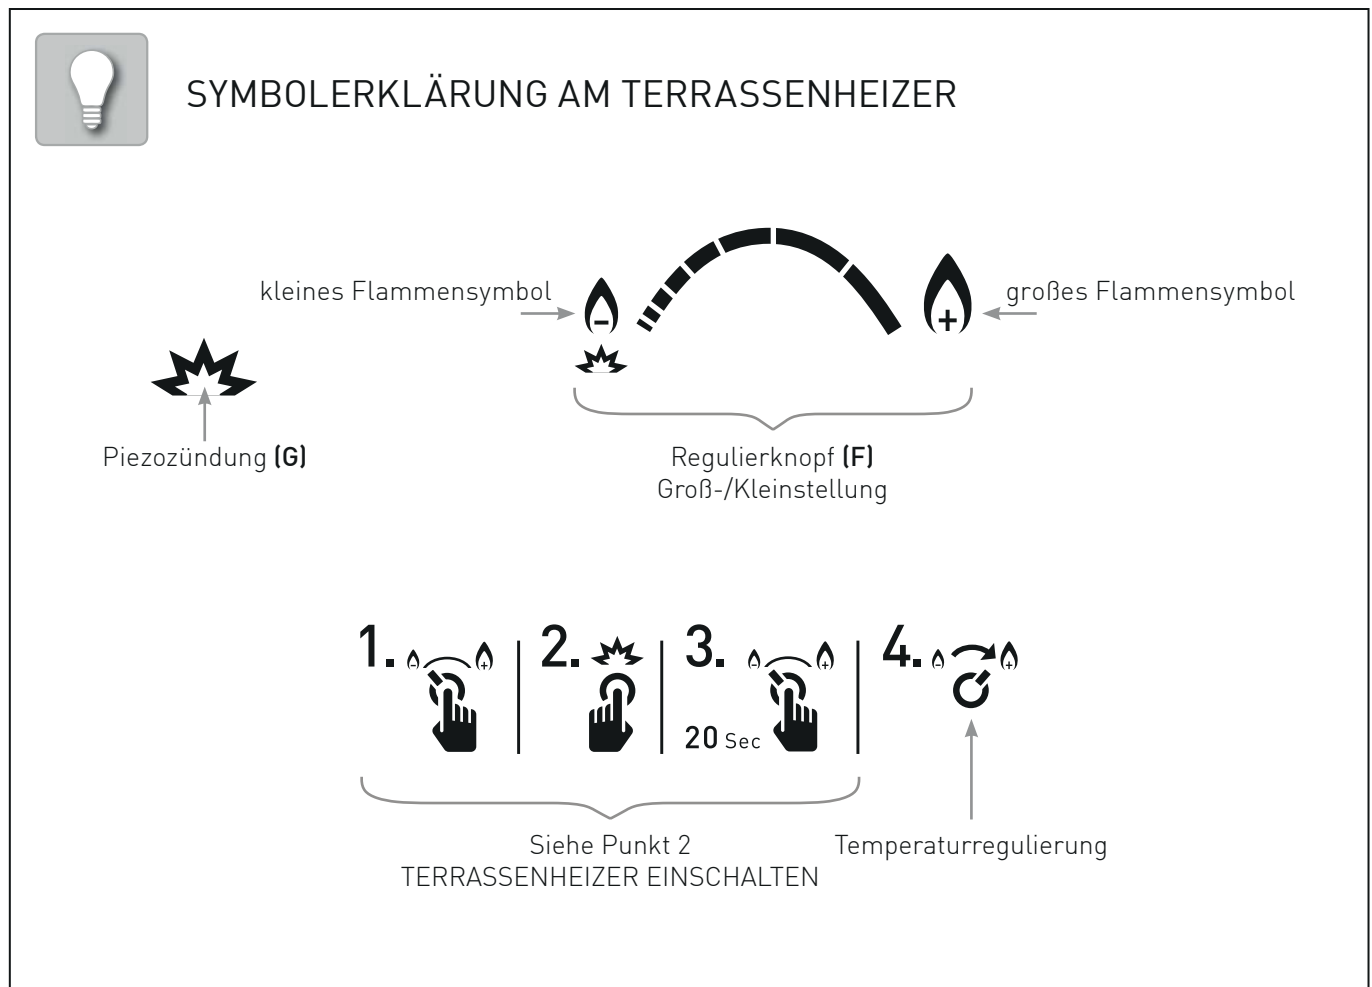 SYMBOLERKLÄRUNG AM TERRASSENHEIZER
kleines Flammensymbol
großes Flammensymbol
-
+
Piezozündung (G)
Regulierknopf (F)
Groß-/Kleinstellung
1.
2.
3.
4.
20 Sec
Siehe Punkt 2
TERRASSENHEIZER EINSCHALTEN
Temperaturregulierung